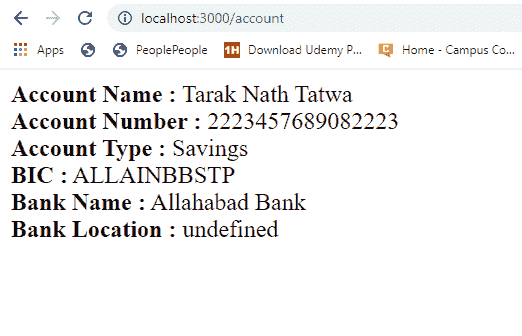 localhost:3000/account
Apps PeoplePeople 1H Download Udemy P... C Home - Campus Co...
Account Name : Tarak Nath Tatwa
Account Number : 2223457689082223
Account Type : Savings
BIC : ALLAINBBSTP
Bank Name : Allahabad Bank
Bank Location : undefined